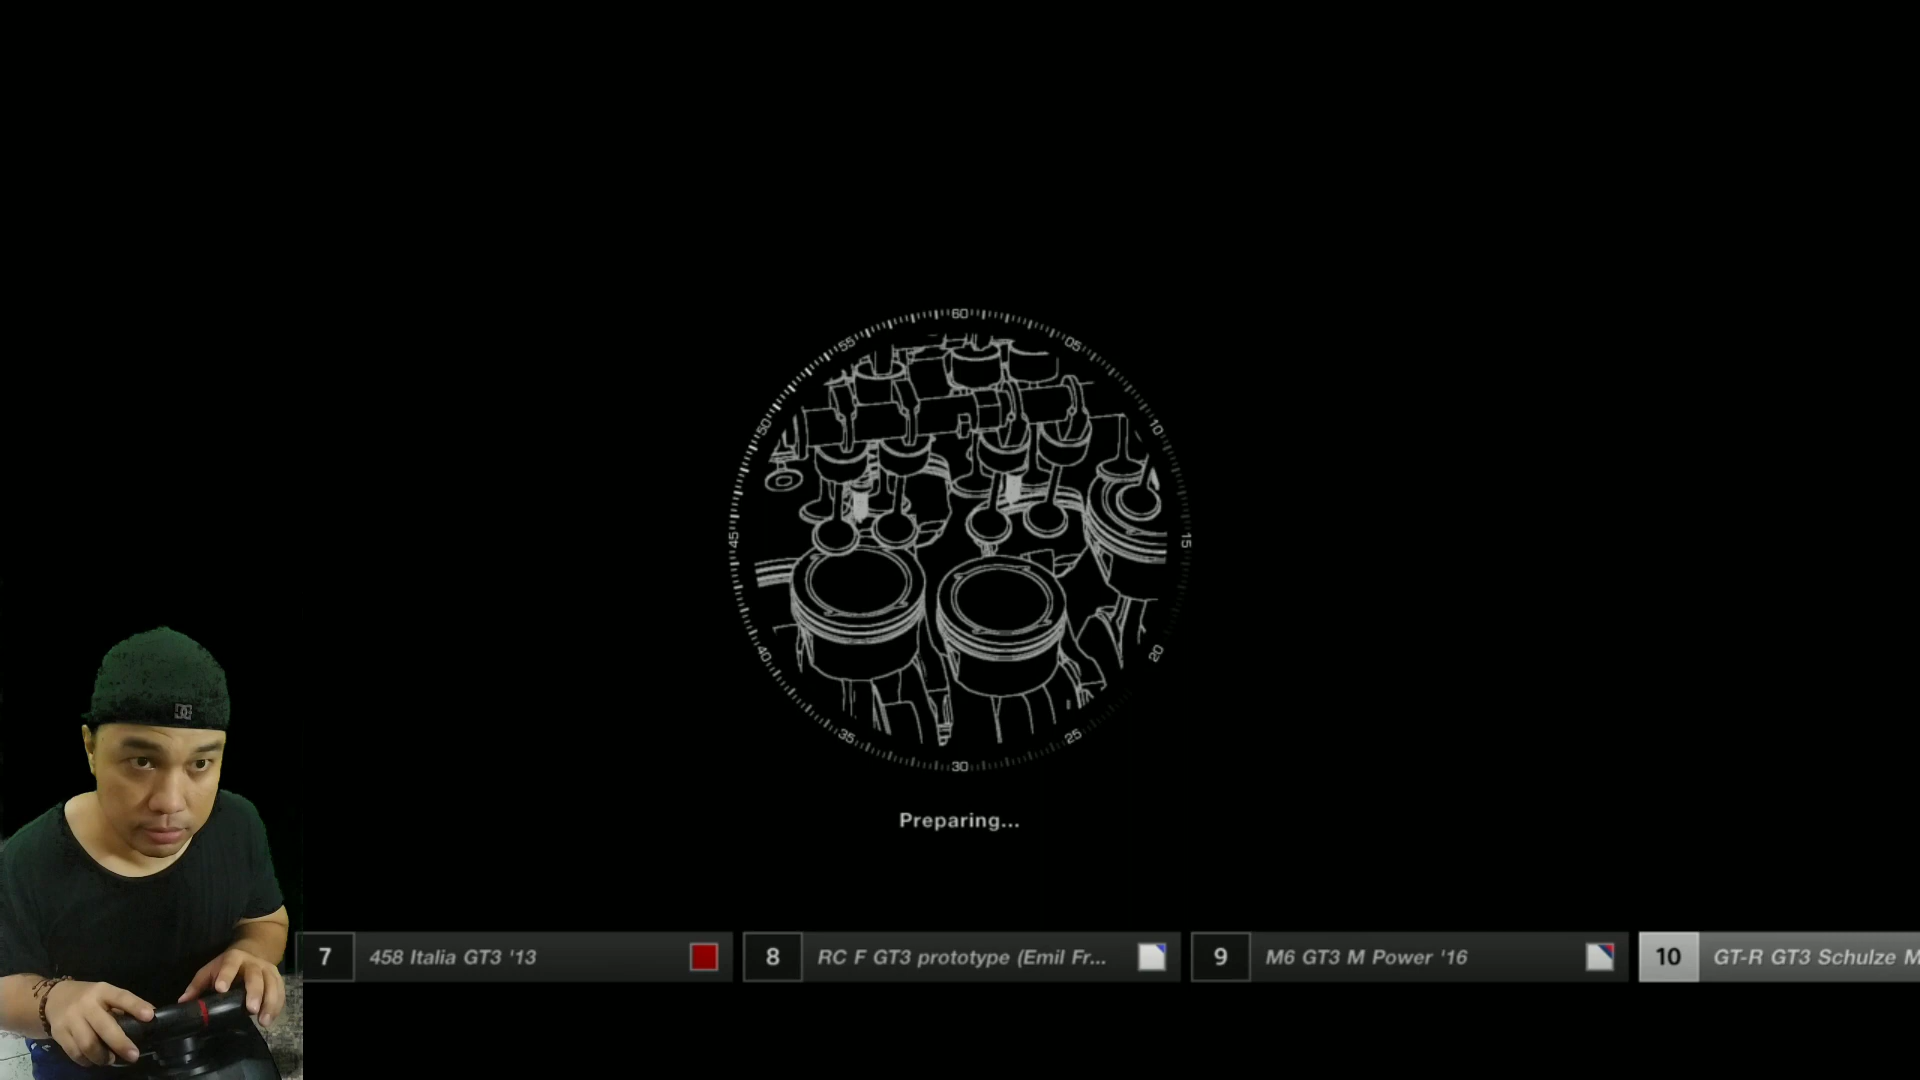 60
55
05
50
10
45
15
40
20
35
25
30
Preparing...
7 458 Italia GT3 '13
8 RC F GT3 prototype (Emil Fr...
9 M6 GT3 M Power '16
10 GT-R GT3 Schulze M